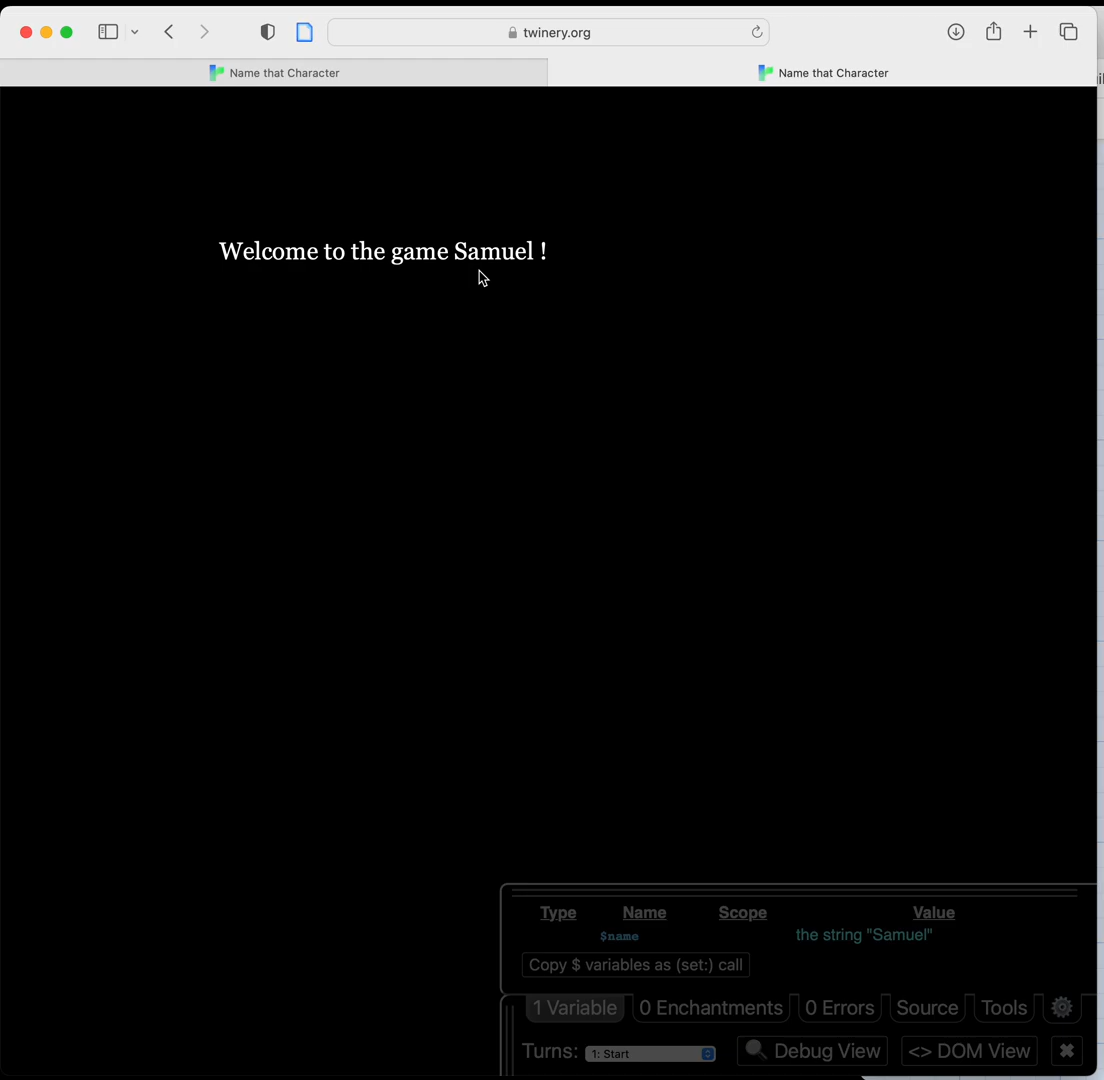 twinery.org
Name that Character
Name that Character
Welcome to the game Samuel !
Type Name Scope Value
$name the string "Samuel"
Copy $ variables as (set:) call
1 Variable 0 Enchantments 0 Errors Source Tools
Turns: 1: Start Debug View <> DOM View ✖